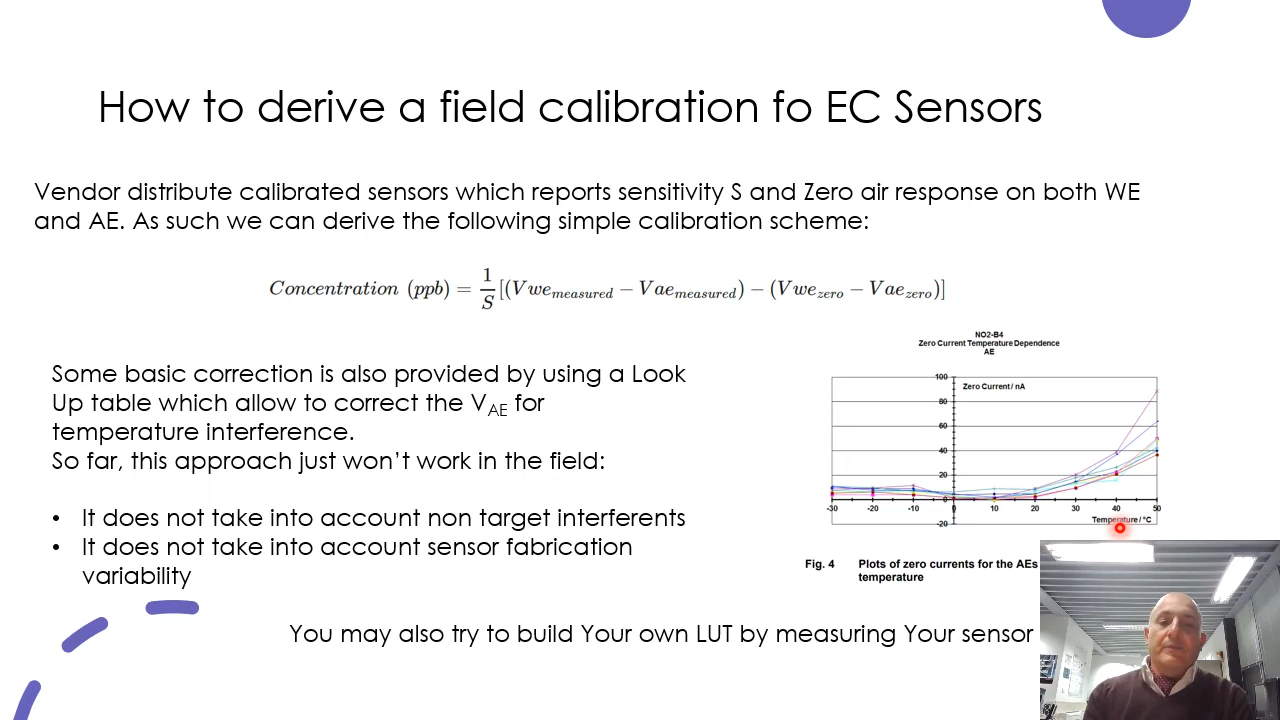 How to derive a field calibration fo EC Sensors
Vendor distribute calibrated sensors which reports sensitivity S and Zero air response on both WE
and AE. As such we can derive the following simple calibration scheme:
Concentration (ppb) = 1/S [(Vwe_measured − Vae_measured) − (Vwe_zero − Vae_zero)]
Some basic correction is also provided by using a Look
Up table which allow to correct the V_AE for
temperature interference.
So far, this approach just won’t work in the field:
• It does not take into account non target interferents
• It does not take into account sensor fabrication
variability
NO2-B4
Zero Current Temperature Dependence
AE
Zero Current / nA
100
80
60
40
20
0
-20
-30 -20 -10 0 10 20 30 40 50
Temperature / °C
Fig. 4 Plots of zero currents for the AEs
temperature
You may also try to build Your own LUT by measuring Your sensor